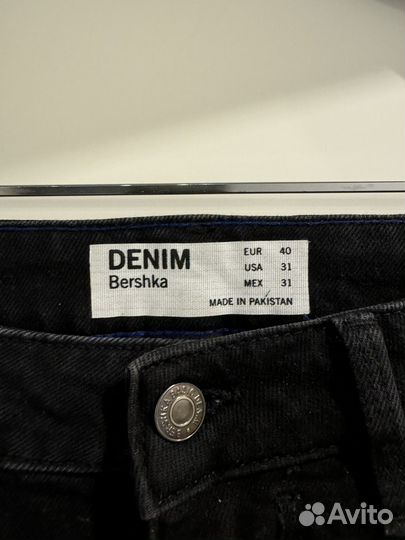 DENIM
Bershka
EUR 40
USA 31
MEX 31
MADE IN PAKISTAN
Avito